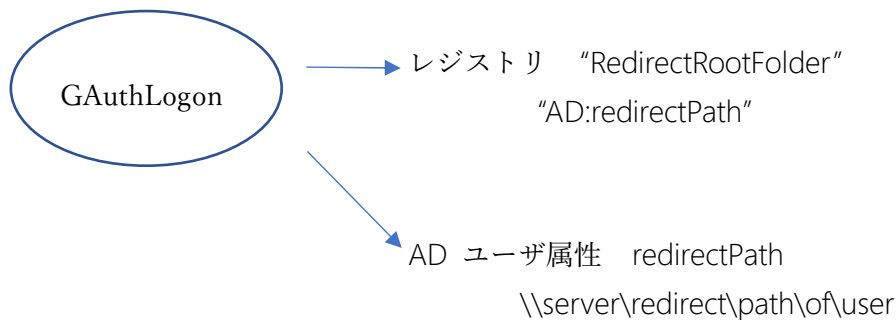 GAuthLogon
レジストリ “RedirectRootFolder”
“AD:redirectPath”
AD ユーザ属性 redirectPath
\\server\redirect\path\of\user